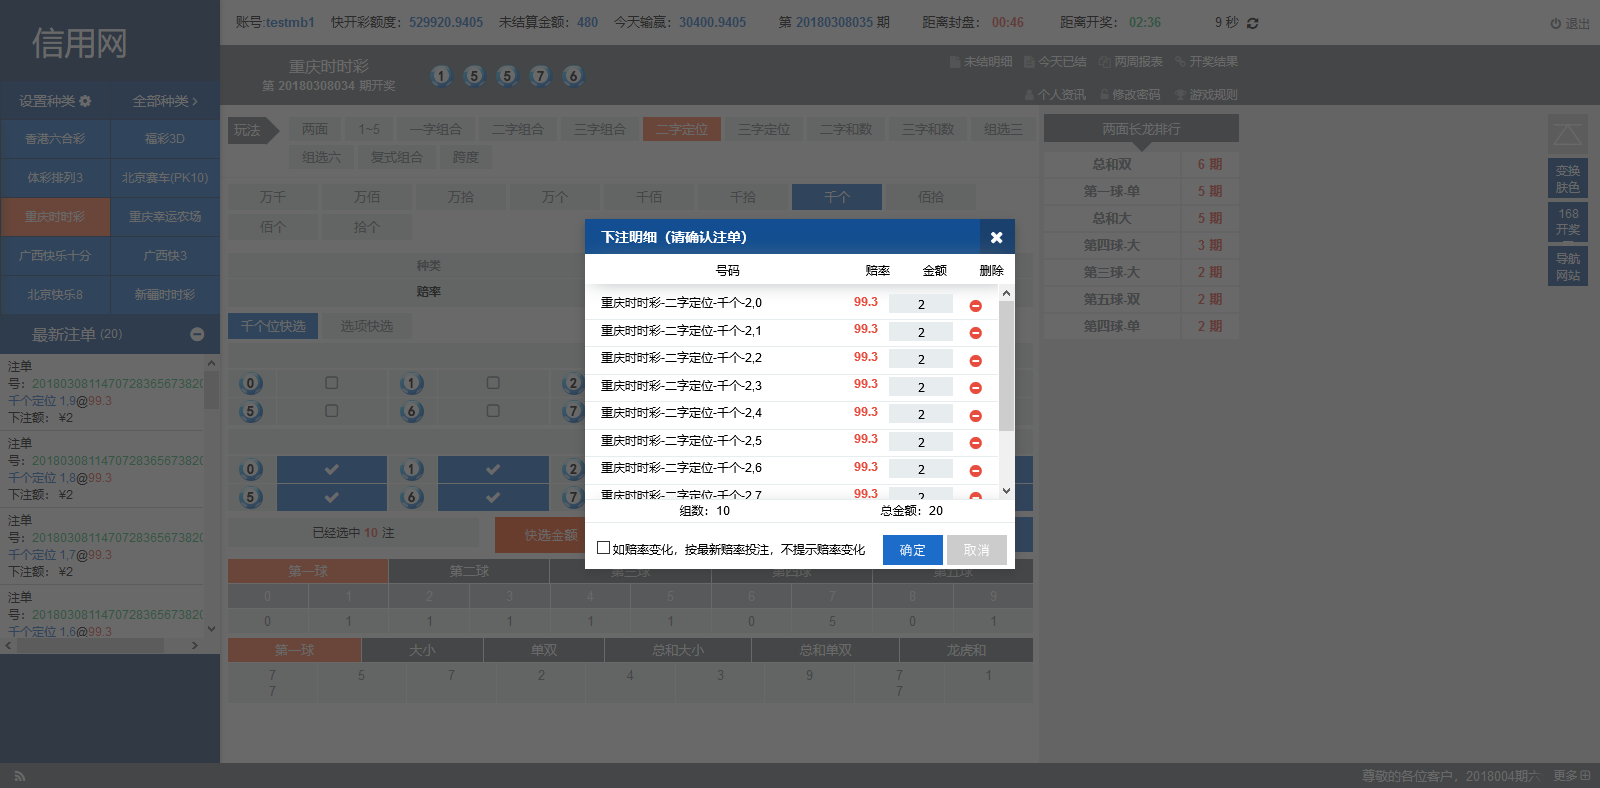 信用网
账号:testmb1 快开彩额度：529920.9405 未结算金额：480 今天输赢：30400.9405 第 20180308035 期 距离封盘： 00:46 距离开奖： 02:36 9 秒 退出
重庆时时彩
第 20180308034 期开奖
1 5 5 7 6
未结明细 今天已结 两周报表 开奖结果
个人资讯 修改密码 游戏规则
设置种类 全部种类
香港六合彩 福彩3D
体彩排列3 北京赛车(PK10)
重庆时时彩 重庆幸运农场
广西快乐十分 广西快3
北京快乐8 新疆时时彩
最新注单 (20)
注单
号：20180308114707283656738​20
千个定位 1,9@99.3
下注额： ¥2
注单
号：2018030811470728365673820
千个定位 1,8@99.3
下注额： ¥2
注单
号：2018030811470728365673820
千个定位 1,7@99.3
下注额： ¥2
注单
号：2018030811470728365673820
千个定位 1,6@99.3
玩法 两面 1~5 一字组合 二字组合 三字组合 二字定位 三字定位 二字和数 三字和数 组选三
组选六 复式组合 跨度
万千 万佰 万拾 万个 千佰 千拾 千个 佰拾
佰个 拾个
种类
赔率
千个位快选 选项快选
0 1 2
5 6 7
0 1 2
5 6 7
已经选中 10 注 快选金额
第一球 第二球 第三球 第四球 第五球
0 1 2 3 4 5 6 7 8 9
0 1 1 1 1 1 0 5 0 1
第一球 大小 单双 总和大小 总和单双 龙虎和
7 5 7 2 4 3 9 7 1
7 7
下注明细（请确认注单）
号码 赔率 金额 删除
重庆时时彩-二字定位-千个-2,0 99.3 2
重庆时时彩-二字定位-千个-2,1 99.3 2
重庆时时彩-二字定位-千个-2,2 99.3 2
重庆时时彩-二字定位-千个-2,3 99.3 2
重庆时时彩-二字定位-千个-2,4 99.3 2
重庆时时彩-二字定位-千个-2,5 99.3 2
重庆时时彩-二字定位-千个-2,6 99.3 2
重庆时时彩-二字定位-千个-2,7 99.3 2
组数：10 总金额：20
如赔率变化，按最新赔率投注，不提示赔率变化 确定 取消
两面长龙排行
总和双 6 期
第一球-单 5 期
总和大 5 期
第四球-大 3 期
第三球-大 2 期
第五球-双 2 期
第四球-单 2 期
变换
肤色
168
开奖
导航
网站
尊敬的各位客户，2018004期六 更多